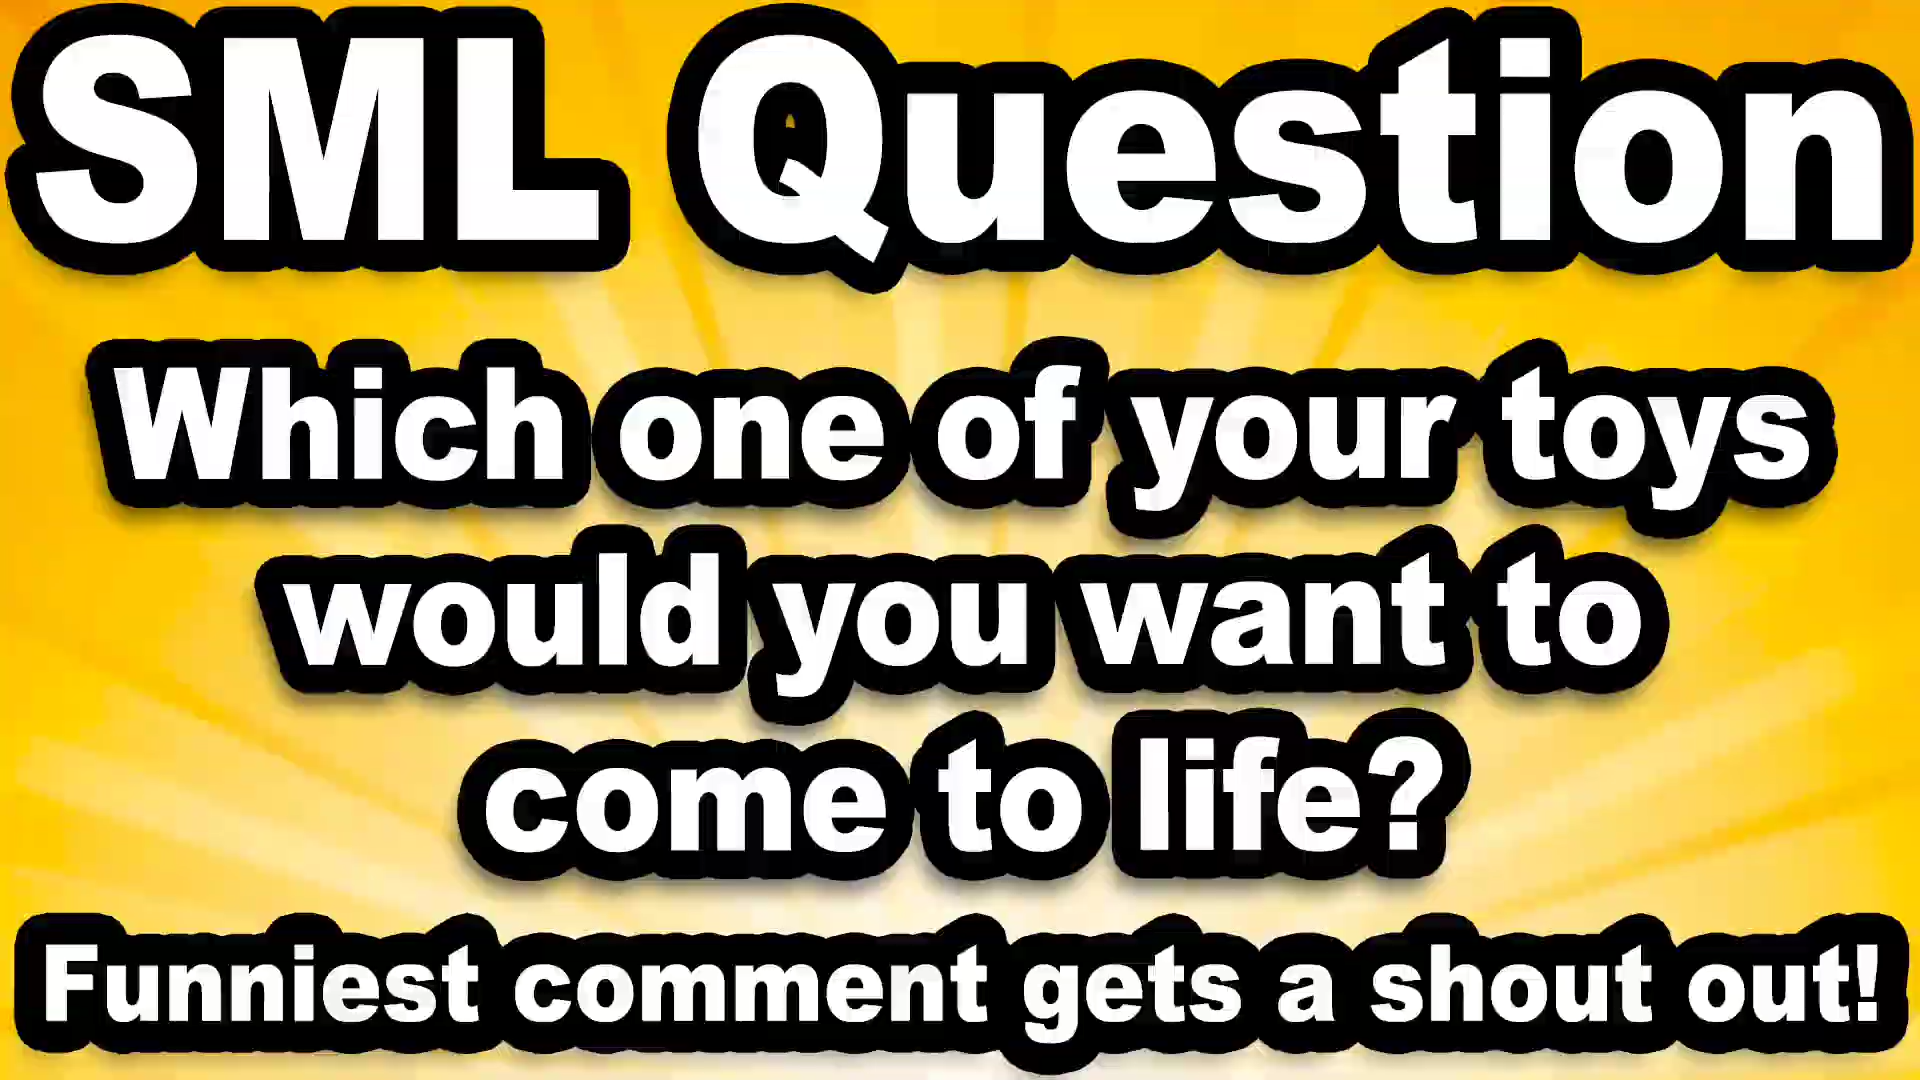 SML Question
Which one of your toys
would you want to
come to life?
Funniest comment gets a shout out!